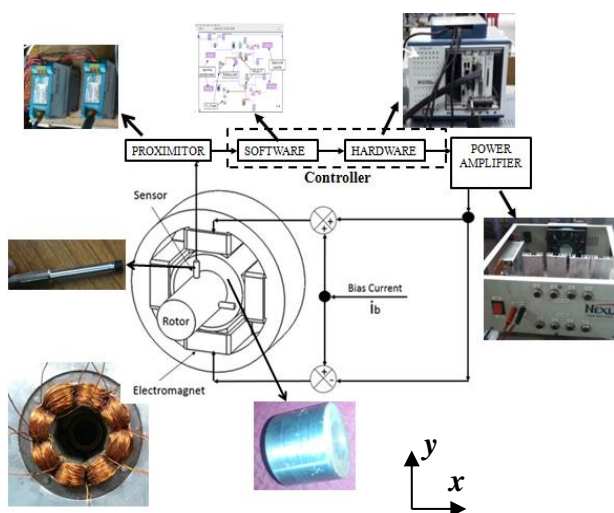 PROXIMITOR
SOFTWARE
HARDWARE
POWER
AMPLIFIER
Controller
Sensor
+
+
Bias Current
i_b
Rotor
+
-
Electromagnet
y
x